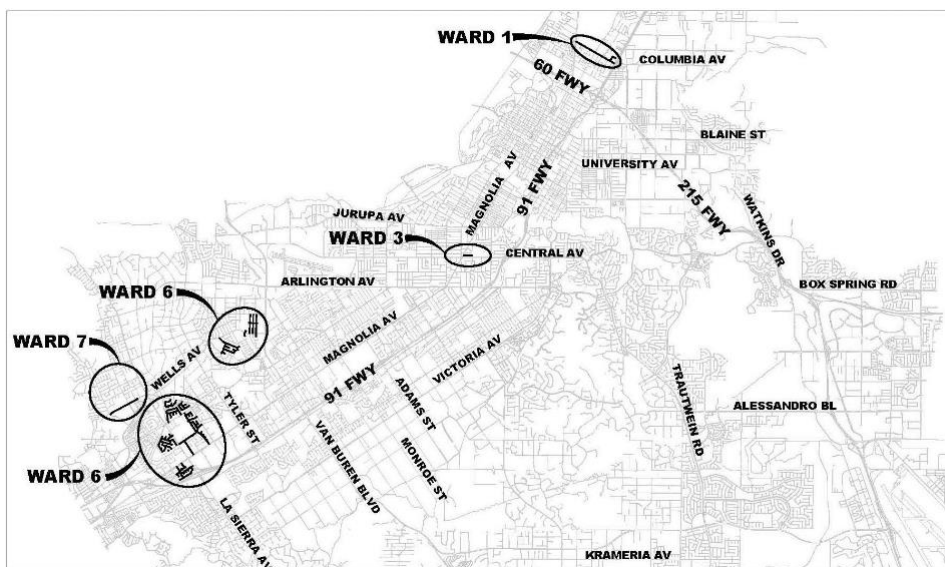 WARD 1
COLUMBIA AV
60 FWY
BLAINE ST
UNIVERSITY AV
MAGNOLIA AV
91 FWY
215 FWY
WATKINS DR
JURUPA AV
WARD 3
CENTRAL AV
ARLINGTON AV
BOX SPRING RD
WARD 6
MAGNOLIA AV
WARD 7
WELLS AV
VICTORIA AV
91 FWY
ADAMS ST
TRAUTWEIN RD
TYLER ST
ALESSANDRO BL
VAN BUREN BLVD
MONROE ST
WARD 6
LA SIERRA AV
KRAMERIA AV